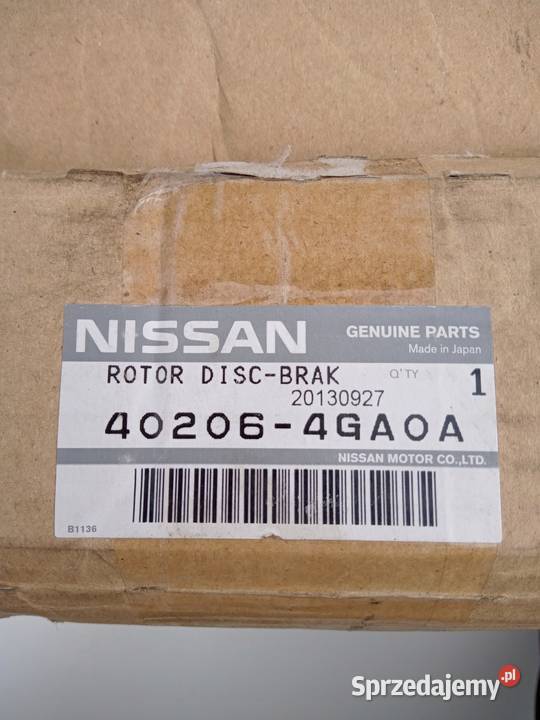 NISSAN
GENUINE PARTS
Made in Japan
ROTOR DISC-BRAK
Q'TY 1
20130927
40206-4GA0A
NISSAN MOTOR CO.,LTD.
B1136
Sprzedajemy.pl